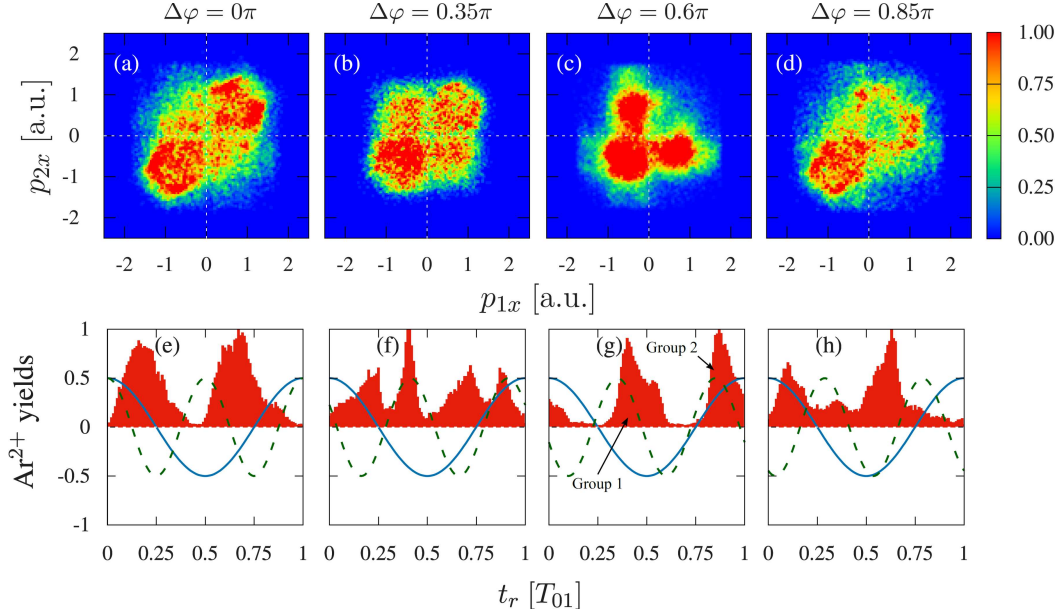 Δφ = 0π Δφ = 0.35π Δφ = 0.6π Δφ = 0.85π
(a) (b) (c) (d)
2 1 0 -1 -2
p2x [a.u.]
1.00 0.75 0.50 0.25 0.00
-2 -1 0 1 2 -2 -1 0 1 2 -2 -1 0 1 2 -2 -1 0 1 2
p1x [a.u.]
(e) (f) (g) (h)
Group 2
Group 1
1 0.5 0 -0.5 -1
Ar2+ yields
0 0.25 0.5 0.75 0 0.25 0.5 0.75 0 0.25 0.5 0.75 0 0.25 0.5 0.75 1
tr [T01]